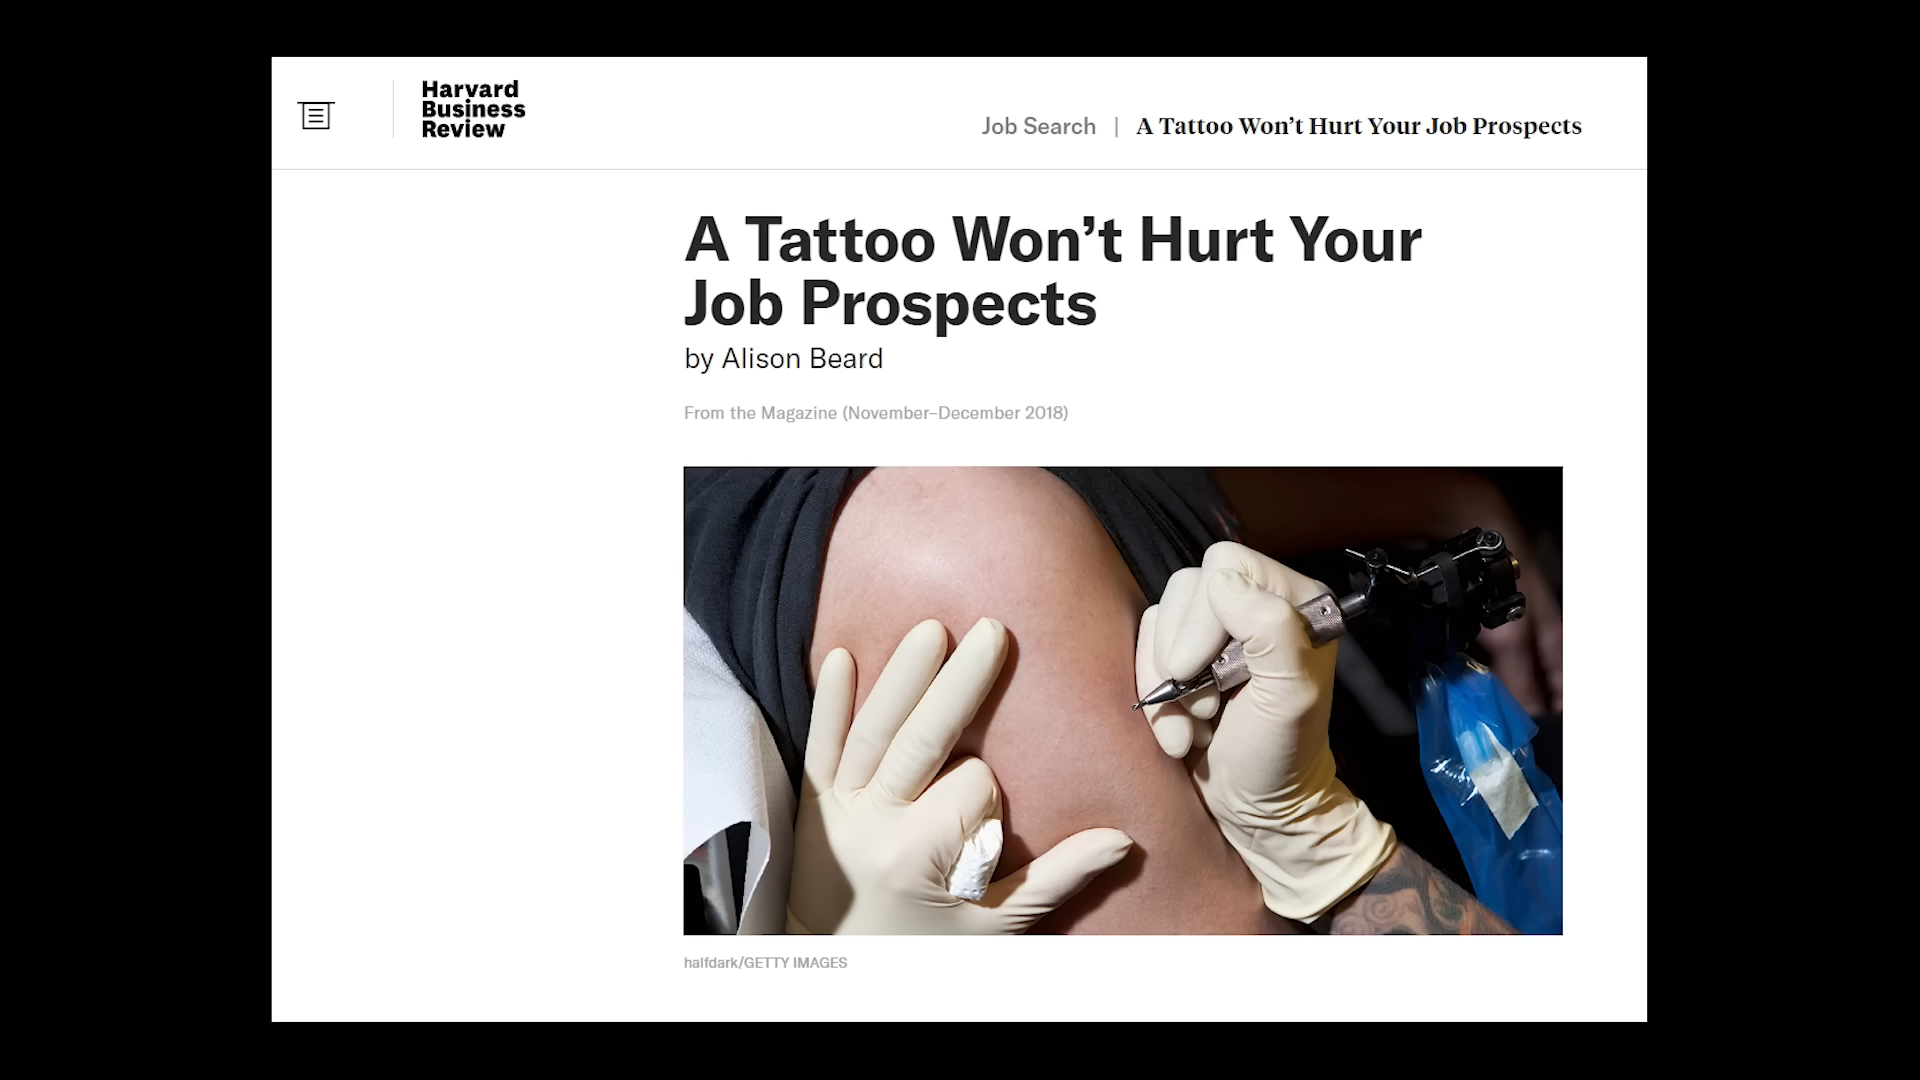 Harvard
Business
Review
Job Search | A Tattoo Won’t Hurt Your Job Prospects
A Tattoo Won’t Hurt Your
Job Prospects
by Alison Beard
From the Magazine (November–December 2018)
halfdark/GETTY IMAGES